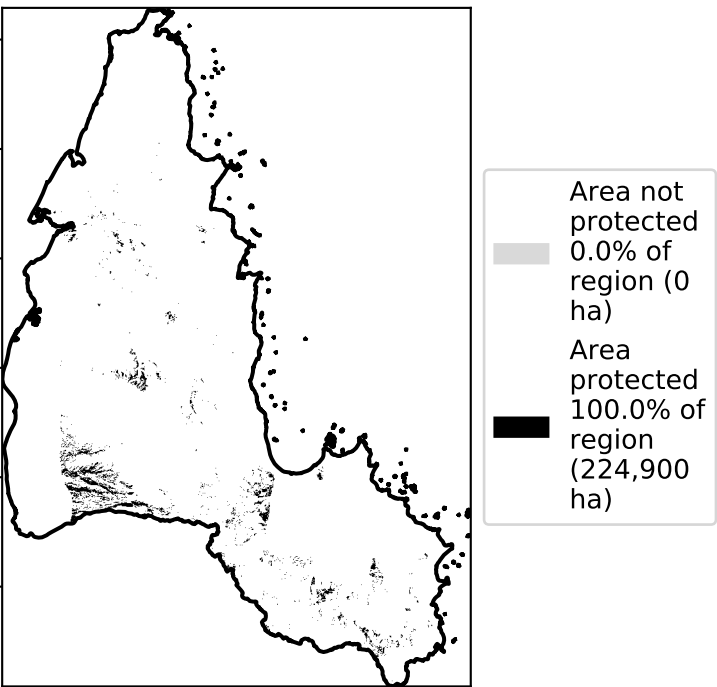 Area not
protected
0.0% of
region (0
ha)
Area
protected
100.0% of
region
(224,900
ha)